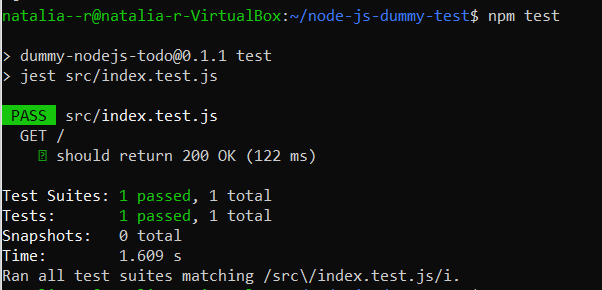 natalia--r@natalia-r-VirtualBox:~/node-js-dummy-test$ npm test
> dummy-nodejs-todo@0.1.1 test
> jest src/index.test.js
PASS src/index.test.js
GET /
should return 200 OK (122 ms)
Test Suites: 1 passed, 1 total
Tests: 1 passed, 1 total
Snapshots: 0 total
Time: 1.609 s
Ran all test suites matching /src\/index.test.js/i.